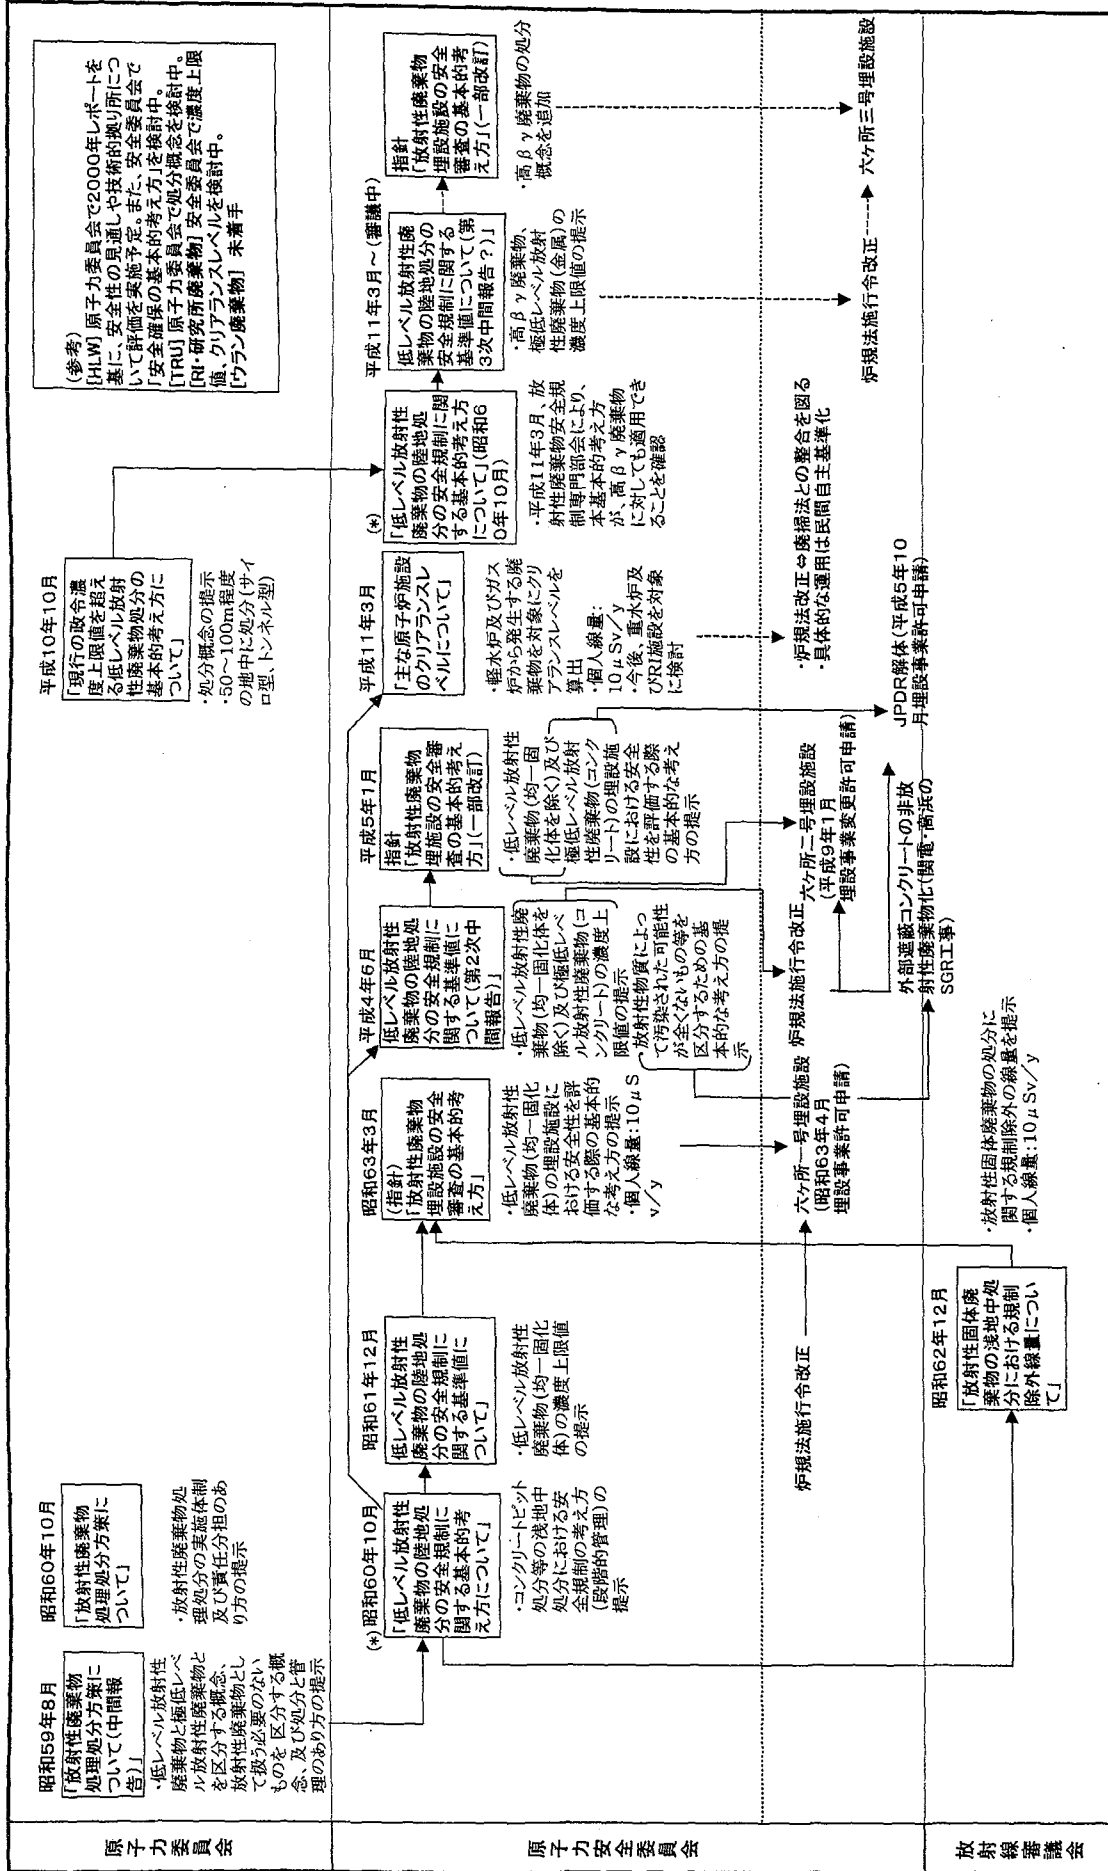 原子力委員会
昭和59年8月
「放射性廃棄物
処理処分方策に
ついて(中間報
告)」
・低レベル放射性
廃棄物と極低レベ
ル放射性廃棄物と
を区分する概念、
放射性廃棄物とし
て扱う必要のない
ものを 区分する概
念、及び処分と管
理のあり方の提示
昭和60年10月
「放射性廃棄物
処理処分方策に
ついて」
・放射性廃棄物処
理処分の実施体制
及び責任分担のあ
り方の提示
平成10年10月
「現行の政令濃
度上限値を超え
る低レベル放射
性廃棄物処分の
基本的考え方に
ついて」
・処分概念の提示
・50~100m程度
の地中に処分(サイ
ロ型、トンネル型)
(参考)
[HLW] 原子力委員会で2000年レポートを
基に、安全性の見通しや技術的拠り所につ
いて評価を実施予定。また、安全委員会で
「安全確保の基本的考え方」を検討中。
[TRU] 原子力委員会で処分概念を検討中。
[RI・研究所廃棄物] 安全委員会で濃度上限
値、クリアランスレベルを検討中。
[ウラン廃棄物] 未着手
原子力安全委員会
(*) 昭和60年10月
「低レベル放射性
廃棄物の陸地処
分の安全規制に
関する基本的考
え方について」
・コンクリートピット
処分等の浅地中
処分における安
全規制の考え方
(段階的管理)の
提示
昭和61年12月
低レベル放射性
廃棄物の陸地処
分の安全規制に
関する基準値に
ついて」
・低レベル放射性
廃棄物(均一固化
体)の濃度上限値
の提示
昭和63年3月
(指針)
「放射性廃棄物
埋設施設の安全
審査の基本的考
え方」
・低レベル放射性
廃棄物(均一固化
体)の埋設施設に
おける安全性を評
価する際の基本的
な考え方の提示
・個人線量:10μS
v/y
平成4年6月
低レベル放射性
廃棄物の陸地処
分の安全規制に
関する基準値に
ついて(第2次中
間報告)」
・低レベル放射性廃
棄物(均一固化体を
除く)及び極低レベ
ル放射性廃棄物(コ
ンクリート)の濃度上
限値の提示
・放射性物質によっ
て汚染された可能性
が全くないもの等を
区分するための基
本的な考え方の提
示
平成5年1月
指針
「放射性廃棄物
埋施設の安全審
査の基本的考え
方」(一部改訂)
・低レベル放射性
廃棄物(均一固
化体を除く)及び
極低レベル放射
性廃棄物(コンク
リート)の埋設施
設における安全
性を評価する際
の基本的な考え
方の提示
平成11年3月
「主な原子炉施設
のクリアランスレ
ベルについて」
・軽水炉及びガス
炉から発生する廃
棄物を対象にクリ
アランスレベルを
算出
・個人線量:
10μSv/y
・今後、重水炉及
びRI施設を対象
に検討
(*)
「低レベル放射性
廃棄物の陸地処
分の安全規制に関
する基本的考え方
について」(昭和6
0年10月)
・平成11年3月、放
射性廃棄物安全規
制専門部会により、
本基本的考え方
が、高βγ廃棄物
に対しても適用でき
ることを確認
平成11年3月~(審議中)
低レベル放射性廃
棄物の陸地処分の
安全規制に関する
基準値について(第
3次中間報告?)」
・高βγ廃棄物、
極低レベル放射
性廃棄物(金属)の
濃度上限値の提示
指針
「放射性廃棄物
埋設施設の安全
審査の基本的考
え方」(一部改訂)
・高βγ廃棄物の処分
概念を追加
炉規法施行令改正
六ヶ所一号埋設施設
(昭和63年4月
埋設事業許可申請)
炉規法施行令改正
六ヶ所二号埋設施設
(平成9年1月
埋設事業変更許可申請)
外部遮蔽コンクリートの非放
射性廃棄物化(関電・高浜の
SGR工事)
JPDR解体(平成5年10
月埋設事業許可申請)
・炉規法改正⇔廃掃法との整合を図る
・具体的な運用は民間自主基準化
炉規法施行令改正
六ヶ所三号埋設施設
放射線審議会
昭和62年12月
「放射性固体廃
棄物の浅地中処
分における規制
除外線量につい
て」
・放射性固体廃棄物の処分に
関する規制除外の線量を提示
・個人線量:10μSv/y